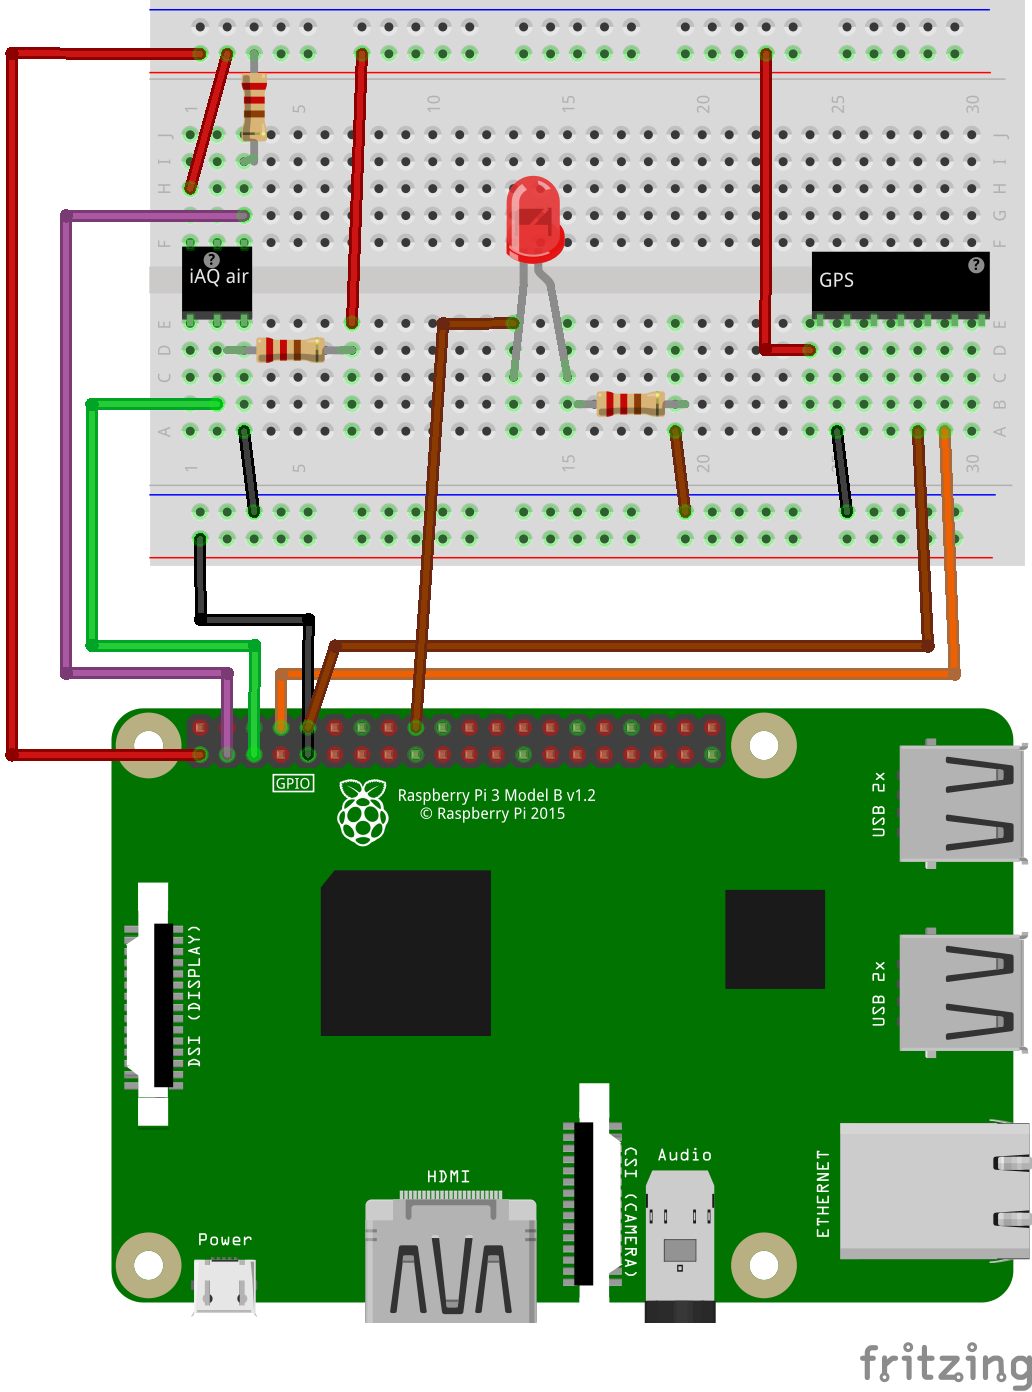 1 5 10 15 20 25 30
J J
I I
H H
G G
F F
?
iAQ air
?
GPS
E E
D D
C C
B B
A A
1 5 15 20 30
GPIO
Raspberry Pi 3 Model B v1.2
© Raspberry Pi 2015
USB 2x
DSI (DISPLAY)
USB 2x
HDMI
CSI (CAMERA)
Audio
ETHERNET
Power
fritzing